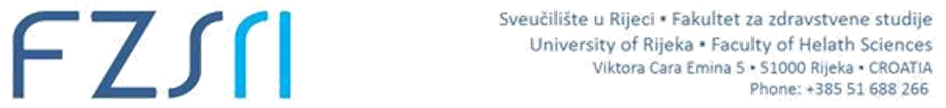 FZSRI
Sveučilište u Rijeci • Fakultet za zdravstvene studije
University of Rijeka • Faculty of Helath Sciences
Viktora Cara Emina 5 • 51000 Rijeka • CROATIA
Phone: +385 51 688 266